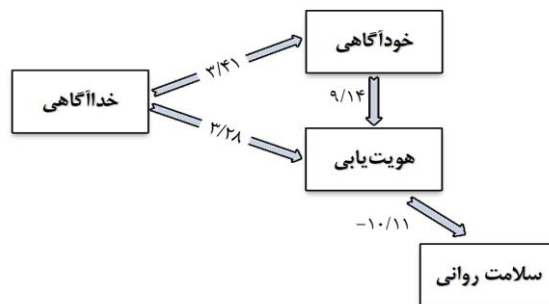 خودآگاهی
۳/۴۱
خداآگاهی
۹/۱۴
۳/۲۸
هویت‌یابی
−۱۰/۱۱
سلامت روانی